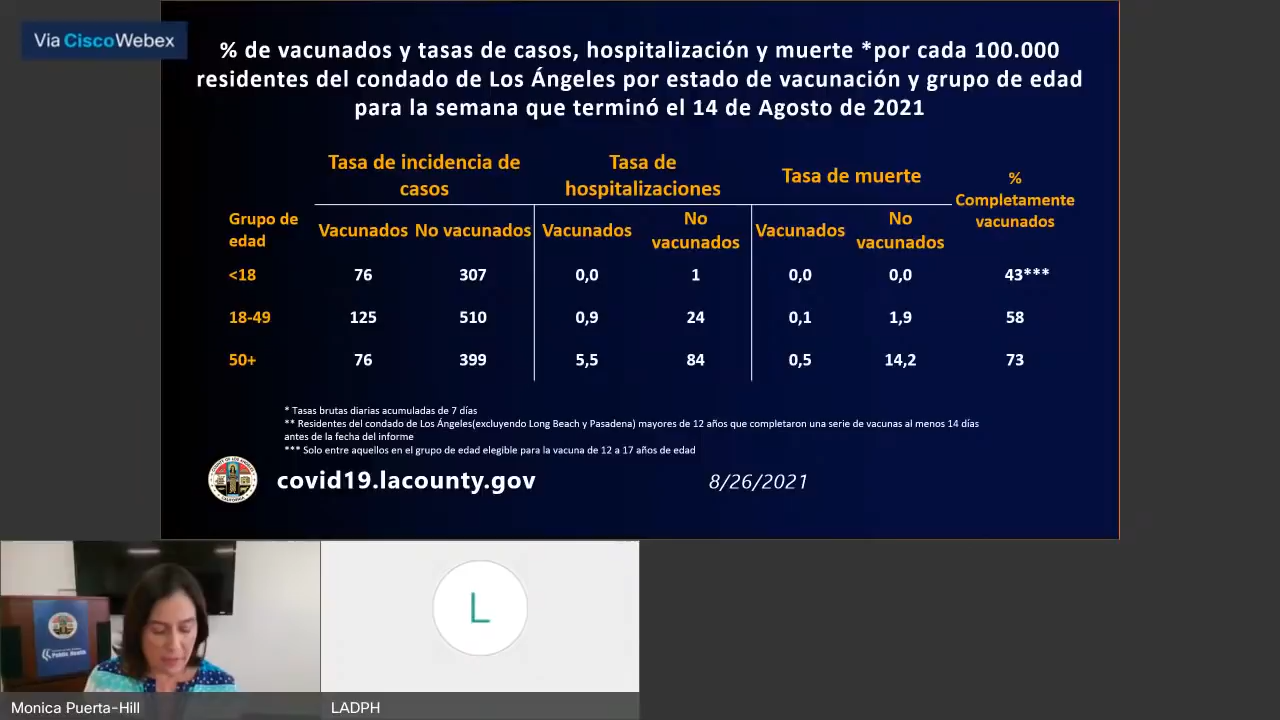 Via Cisco Webex
% de vacunados y tasas de casos, hospitalización y muerte *por cada 100.000
residentes del condado de Los Ángeles por estado de vacunación y grupo de edad
para la semana que terminó el 14 de Agosto de 2021
Grupo de
edad
Tasa de incidencia de
casos
Tasa de
hospitalizaciones
Tasa de muerte
%
Completamente
vacunados
Vacunados No vacunados Vacunados No
vacunados Vacunados No
vacunados
<18 76 307 0,0 1 0,0 0,0 43***
18-49 125 510 0,9 24 0,1 1,9 58
50+ 76 399 5,5 84 0,5 14,2 73
* Tasas brutas diarias acumuladas de 7 días
** Residentes del condado de Los Ángeles(excluyendo Long Beach y Pasadena) mayores de 12 años que completaron una serie de vacunas al menos 14 días
antes de la fecha del informe
*** Solo entre aquellos en el grupo de edad elegible para la vacuna de 12 a 17 años de edad
covid19.lacounty.gov 8/26/2021
Public Health
L
Monica Puerta-Hill
LADPH